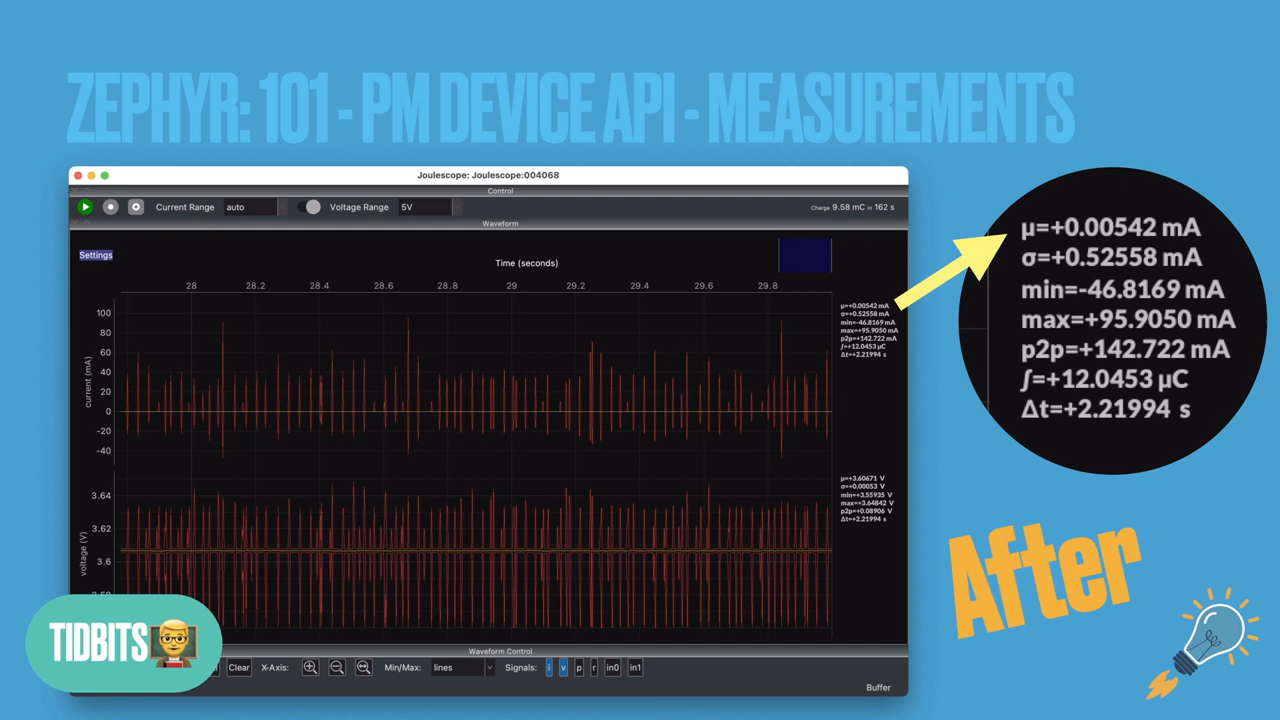 ZEPHYR: 101 - PM DEVICE API - MEASUREMENTS
Joulescope: Joulescope:004068
Control
Current Range auto Voltage Range 5V Charge 9.58 mC in 162 s
Waveform
Settings
Time (seconds)
28 28.2 28.4 28.6 28.8 29 29.2 29.4 29.6 29.8
100
80
60
40
20
0
-20
-40
current (mA)
μ=+0.00542 mA
σ=+0.52558 mA
min=-46.8169 mA
max=+95.9050 mA
p2p=+142.722 mA
∫=+12.0453 μC
Δt=+2.21994 s
3.64
3.62
3.6
voltage (V)
μ=+3.60671 V
σ=+0.00053 V
min=+3.55935 V
max=+3.64842 V
p2p=+0.08906 V
Δt=+2.21994 s
μ=+0.00542 mA
σ=+0.52558 mA
min=-46.8169 mA
max=+95.9050 mA
p2p=+142.722 mA
∫=+12.0453 μC
Δt=+2.21994 s
After
TIDBITS
Waveform Control
Clear X-Axis: Min/Max: lines Signals: i v p r in0 in1
Buffer